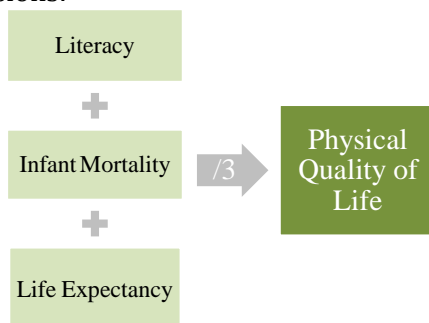 Literacy
+
Infant Mortality
+
Life Expectancy
/3
Physical
Quality of
Life